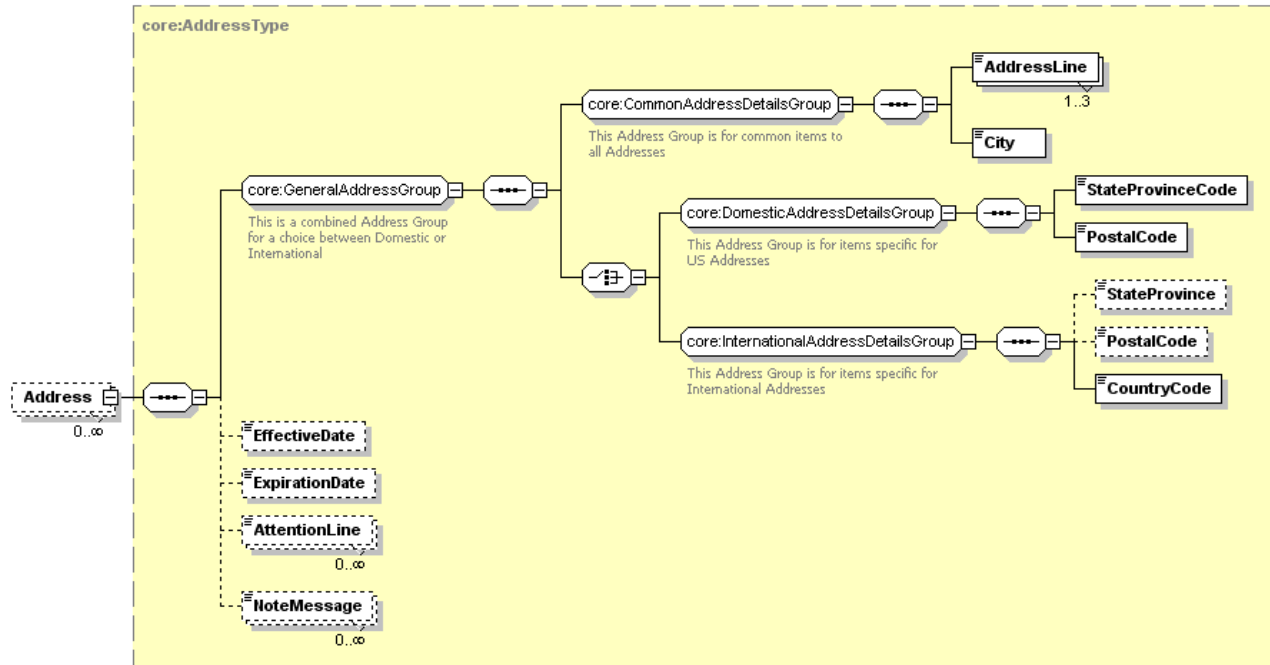 core:AddressType
AddressLine
1..3
core:CommonAddressDetailsGroup
This Address Group is for common items to
all Addresses
City
core:GeneralAddressGroup
This is a combined Address Group
for a choice between Domestic or
International
StateProvinceCode
core:DomesticAddressDetailsGroup
This Address Group is for items specific for
US Addresses
PostalCode
StateProvince
core:InternationalAddressDetailsGroup
This Address Group is for items specific for
International Addresses
PostalCode
CountryCode
Address
0..∞
EffectiveDate
ExpirationDate
AttentionLine
0..∞
NoteMessage
0..∞